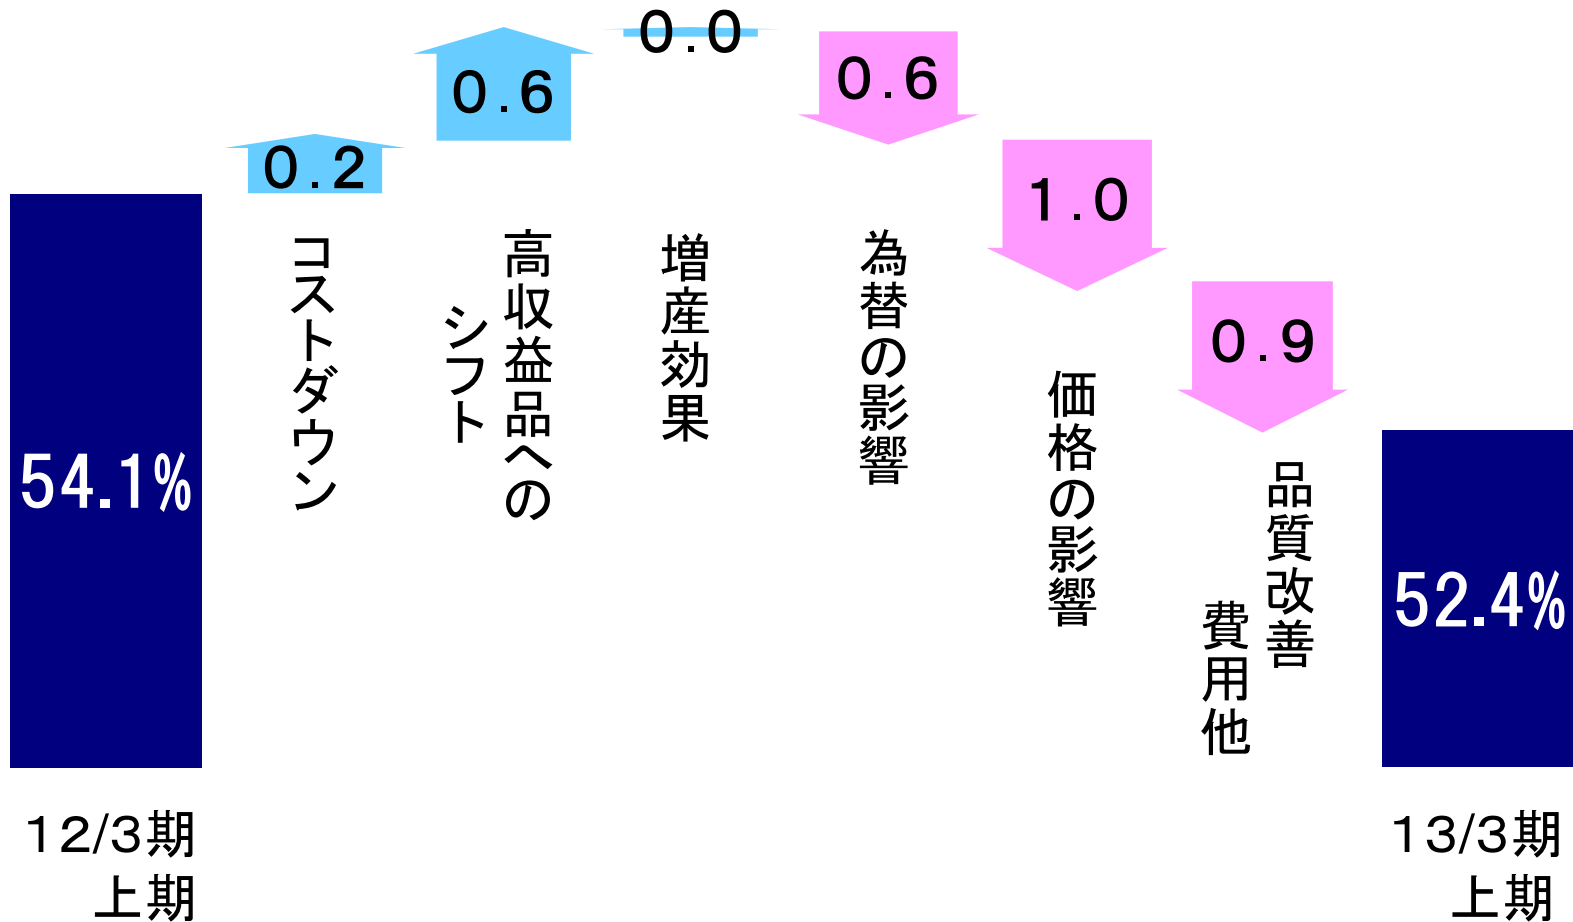 54.1%
12/3期
上期
0.2
コストダウン
0.6
高収益品への
シフト
0.0
増産効果
0.6
為替の影響
1.0
価格の影響
0.9
品質改善
費用他
52.4%
13/3期
上期